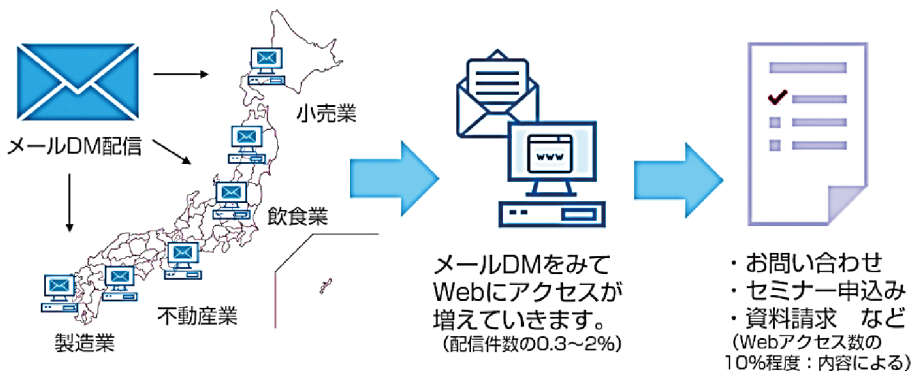 メールDM配信
小売業
飲食業
不動産業
製造業
www
メールDMをみて
Webにアクセスが
増えていきます。
(配信件数の0.3～2%)
・お問い合わせ
・セミナー申込み
・資料請求　など
(Webアクセス数の
10%程度：内容による)